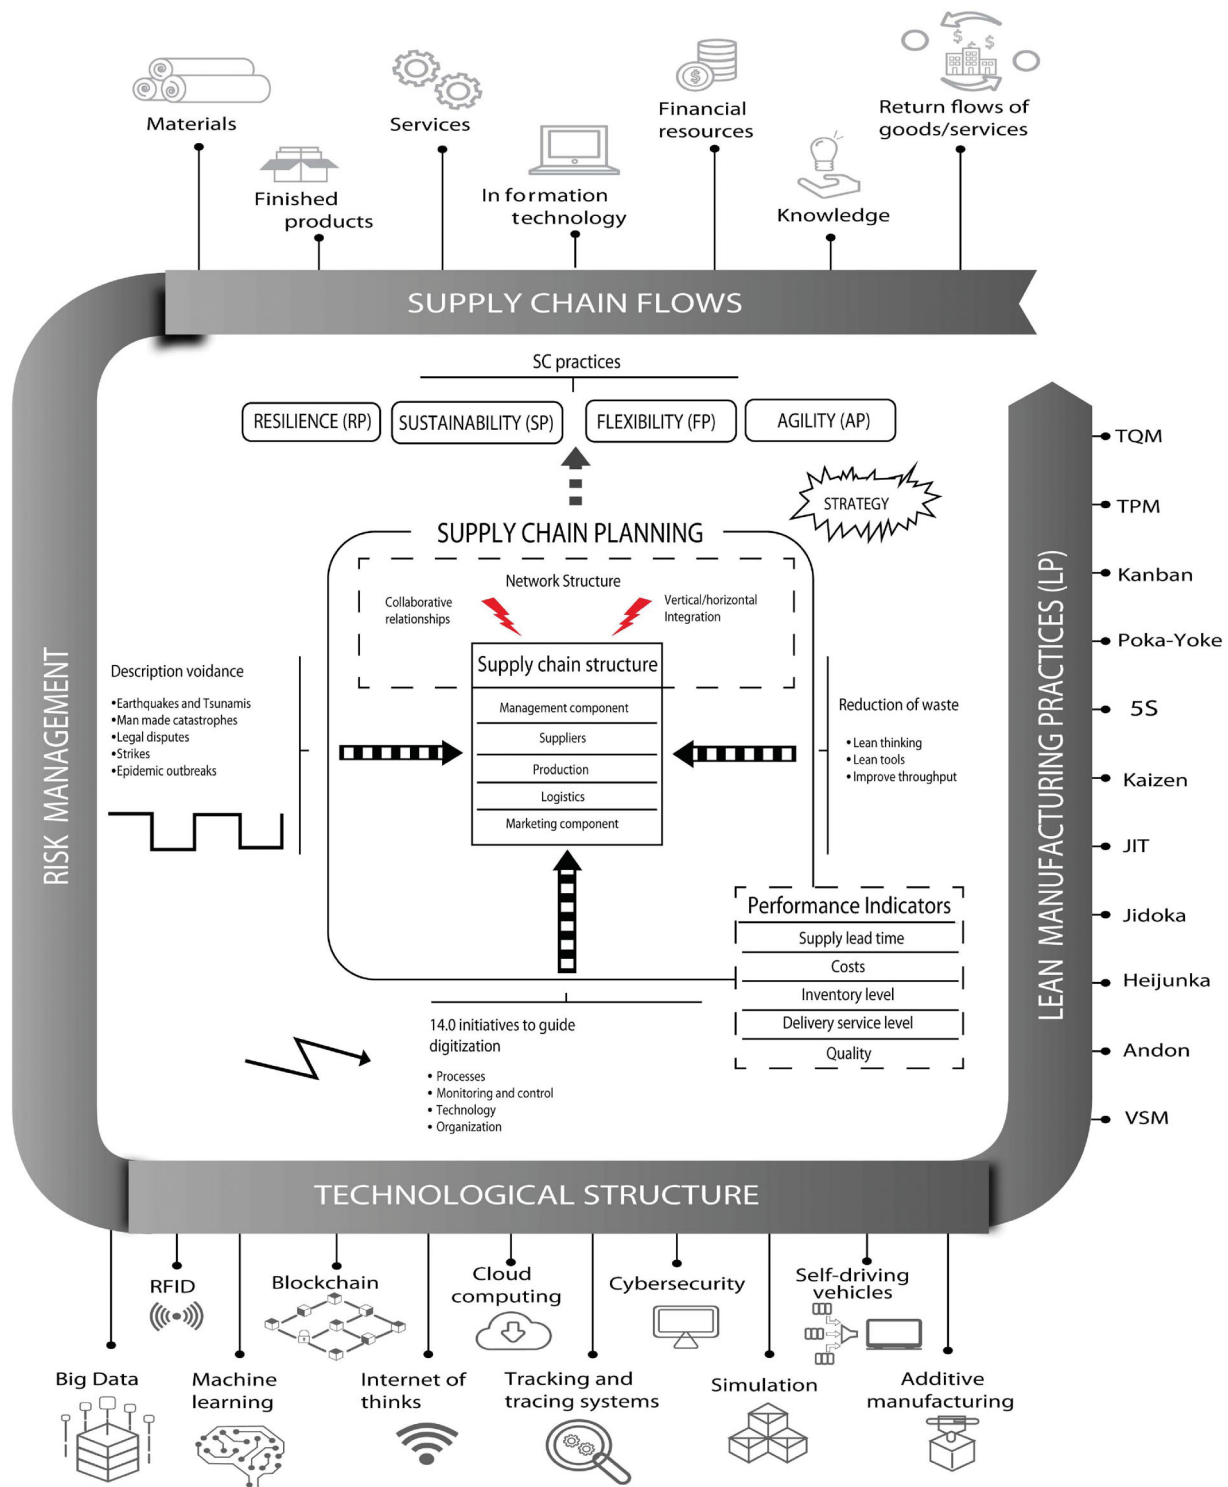 Materials
Finished
products
Services
In formation
technology
Financial
resources
Knowledge
Return flows of
goods/services
SUPPLY CHAIN FLOWS
SC practices
RESILIENCE (RP)
SUSTAINABILITY (SP)
FLEXIBILITY (FP)
AGILITY (AP)
STRATEGY
SUPPLY CHAIN PLANNING
Network Structure
Collaborative
relationships
Vertical/horizontal
Integration
Supply chain structure
Management component
Suppliers
Production
Logistics
Marketing component
RISK MANAGEMENT
Description voidance
•Earthquakes and Tsunamis
•Man made catastrophes
•Legal disputes
•Strikes
•Epidemic outbreaks
Reduction of waste
• Lean thinking
• Lean tools
• Improve throughput
Performance Indicators
Supply lead time
Costs
Inventory level
Delivery service level
Quality
14.0 initiatives to guide
digitization
• Processes
• Monitoring and control
• Technology
• Organization
LEAN MANUFACTURING PRACTICES (LP)
TQM
TPM
Kanban
Poka-Yoke
5S
Kaizen
JIT
Jidoka
Heijunka
Andon
VSM
TECHNOLOGICAL STRUCTURE
Big Data
RFID
Machine
learning
Blockchain
Internet of
thinks
Cloud
computing
Tracking and
tracing systems
Cybersecurity
Simulation
Self-driving
vehicles
Additive
manufacturing